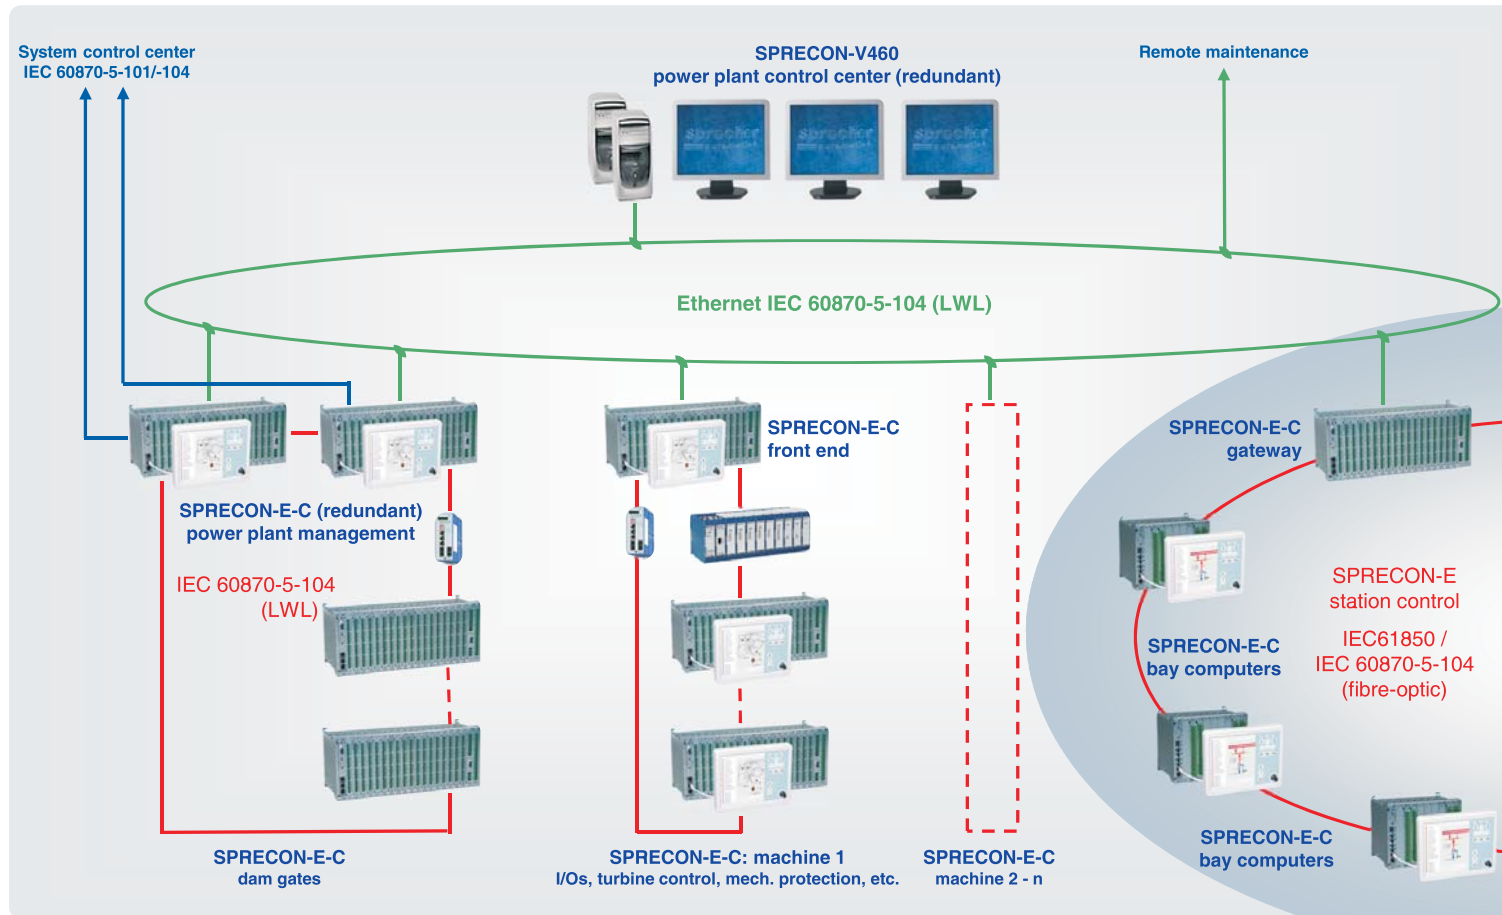 System control center
IEC 60870-5-101/-104
SPRECON-V460
power plant control center (redundant)
Remote maintenance
sprecher
Ethernet IEC 60870-5-104 (LWL)
SPRECON-E-C
front end
SPRECON-E-C
gateway
SPRECON-E-C (redundant)
power plant management
IEC 60870-5-104
(LWL)
SPRECON-E
station control
IEC61850 /
IEC 60870-5-104
(fibre-optic)
SPRECON-E-C
bay computers
SPRECON-E-C
bay computers
SPRECON-E-C
dam gates
SPRECON-E-C: machine 1
I/Os, turbine control, mech. protection, etc.
SPRECON-E-C
machine 2 - n